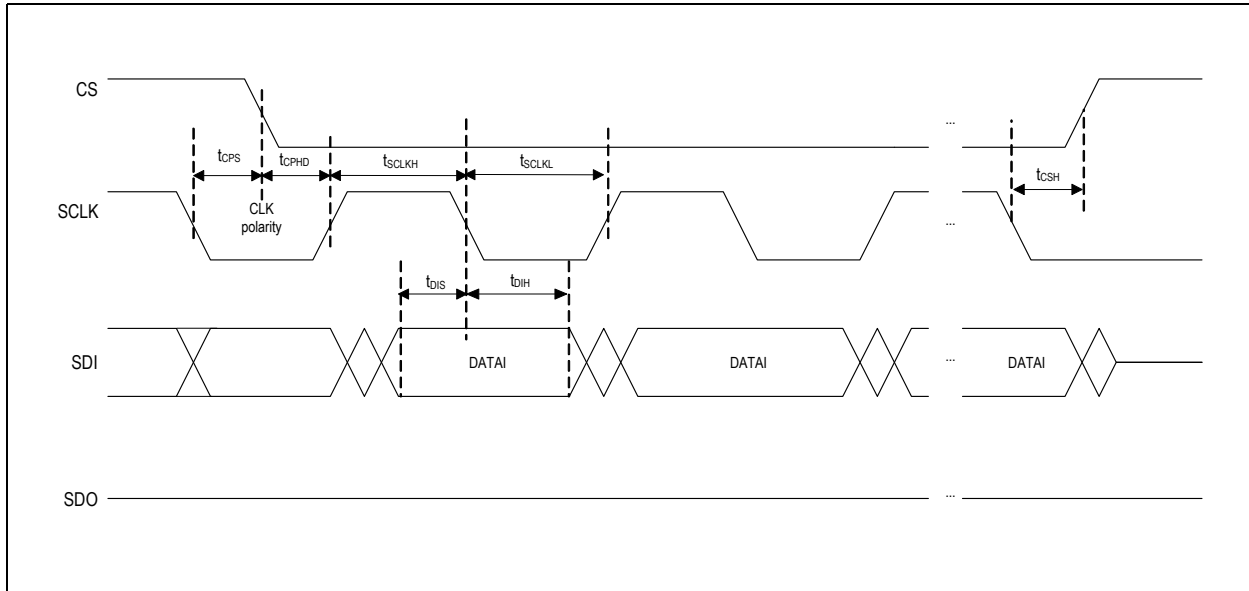 CS
...
tCPS
tCPHD
tSCLKH
tSCLKL
tCSH
SCLK
CLK
polarity
...
tDIS
tDIH
SDI
DATAI
DATAI
...
DATAI
SDO
...